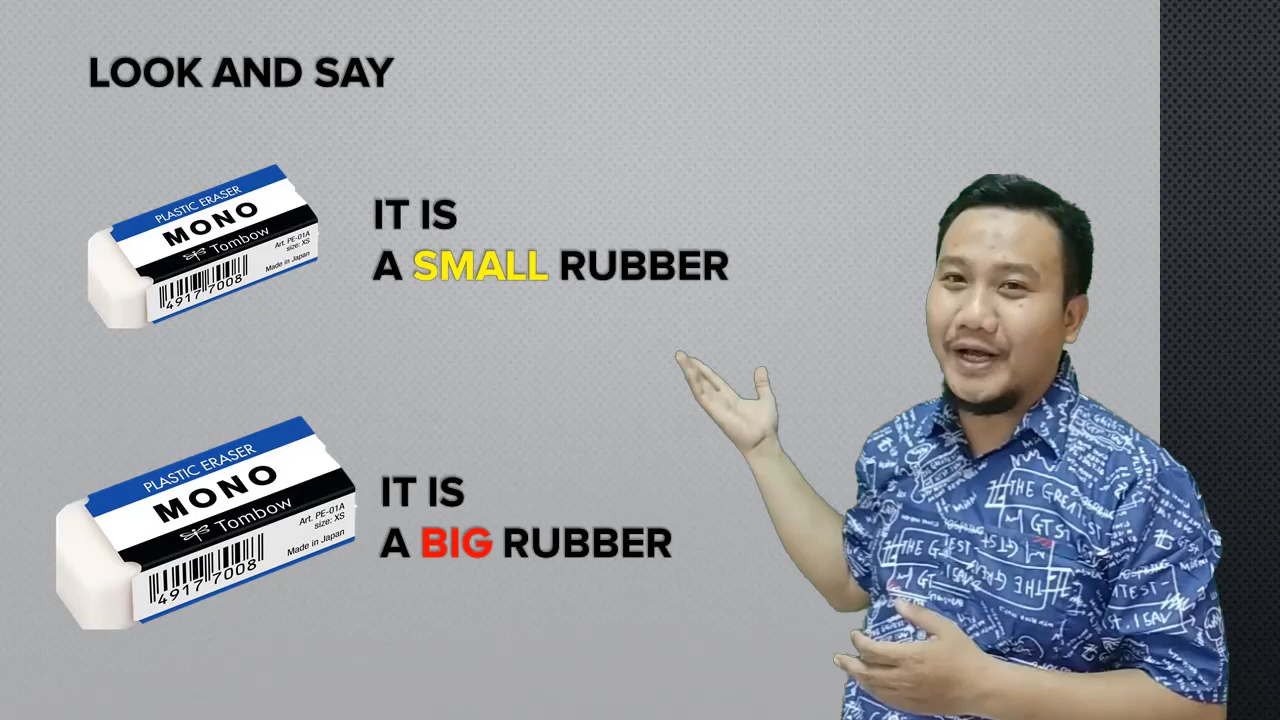 LOOK AND SAY
PLASTIC ERASER
MONO
Tombow
Art. PE-01A
size: XS
Made in Japan
4917 7008
IT IS
A SMALL RUBBER
PLASTIC ERASER
MONO
Tombow
Art. PE-01A
size: XS
Made in Japan
4917 7008
IT IS
A BIG RUBBER
THE GREATEST